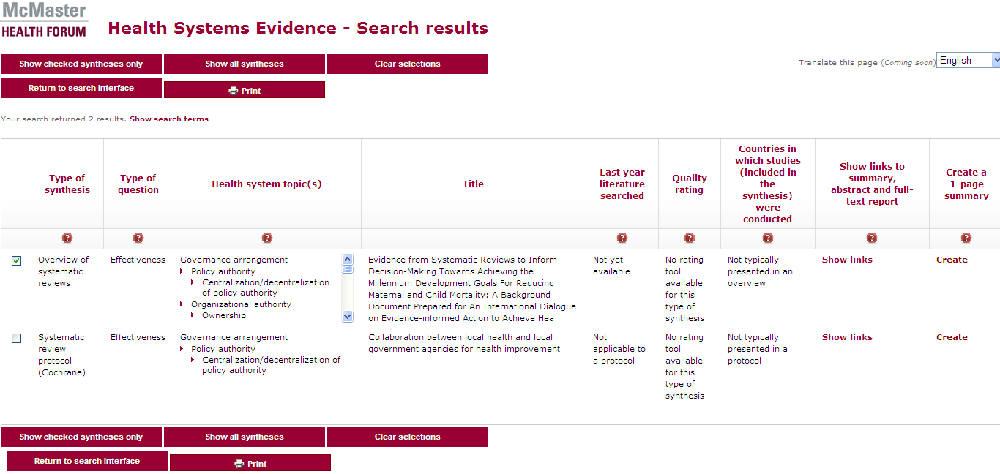 McMaster
HEALTH FORUM
Health Systems Evidence - Search results
Show checked syntheses only
Show all syntheses
Clear selections
Translate this page (Coming soon)
English
Return to search interface
Print
Your search returned 2 results. Show search terms
Type of
synthesis
Type of
question
Health system topic(s)
Title
Last year
literature
searched
Quality
rating
Countries in
which studies
(included in
the
synthesis)
were
conducted
Show links to
summary,
abstract and full-
text report
Create a
1-page
summary
?
?
?
?
?
?
?
?
Overview of
systematic
reviews
Effectiveness
Governance arrangement
Policy authority
Centralization/decentralization
of policy authority
Organizational authority
Ownership
Evidence from Systematic Reviews to Inform
Decision-Making Towards Achieving the
Millennium Development Goals For Reducing
Maternal and Child Mortality: A Background
Document Prepared for An International Dialogue
on Evidence-informed Action to Achieve Hea
Not yet
available
No rating
tool
available
for this
type of
synthesis
Not typically
presented in an
overview
Show links
Create
Systematic
review
protocol
(Cochrane)
Effectiveness
Governance arrangement
Policy authority
Centralization/decentralization of
policy authority
Collaboration between local health and local
government agencies for health improvement
Not
applicable to
a protocol
No rating
tool
available
for this
type of
synthesis
Not typically
presented in a
protocol
Show links
Create
Show checked syntheses only
Show all syntheses
Clear selections
Return to search interface
Print